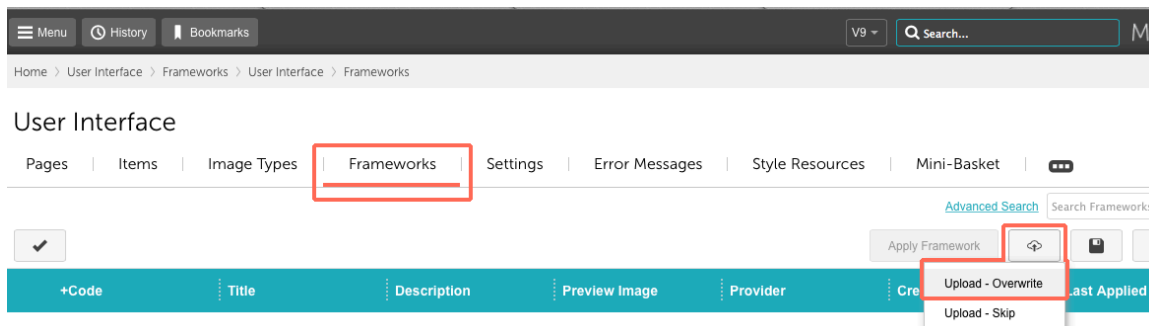 Menu History Bookmarks V9 Search... M
Home > User Interface > Frameworks > User Interface > Frameworks
User Interface
Pages Items Image Types Frameworks Settings Error Messages Style Resources Mini-Basket
Advanced Search Search Frameworks
Apply Framework
+Code Title Description Preview Image Provider Cre Last Applied
Upload - Overwrite
Upload - Skip